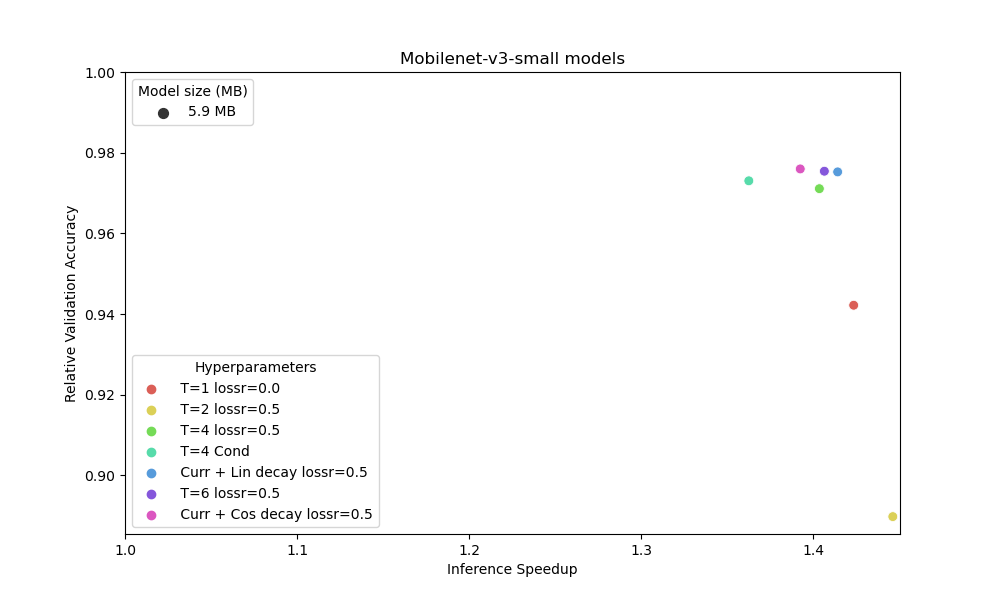 Mobilenet-v3-small models
Model size (MB)
5.9 MB
1.00
0.98
0.96
0.94
0.92
0.90
Relative Validation Accuracy
Hyperparameters
T=1 lossr=0.0
T=2 lossr=0.5
T=4 lossr=0.5
T=4 Cond
Curr + Lin decay lossr=0.5
T=6 lossr=0.5
Curr + Cos decay lossr=0.5
1.0 1.1 1.2 1.3 1.4
Inference Speedup